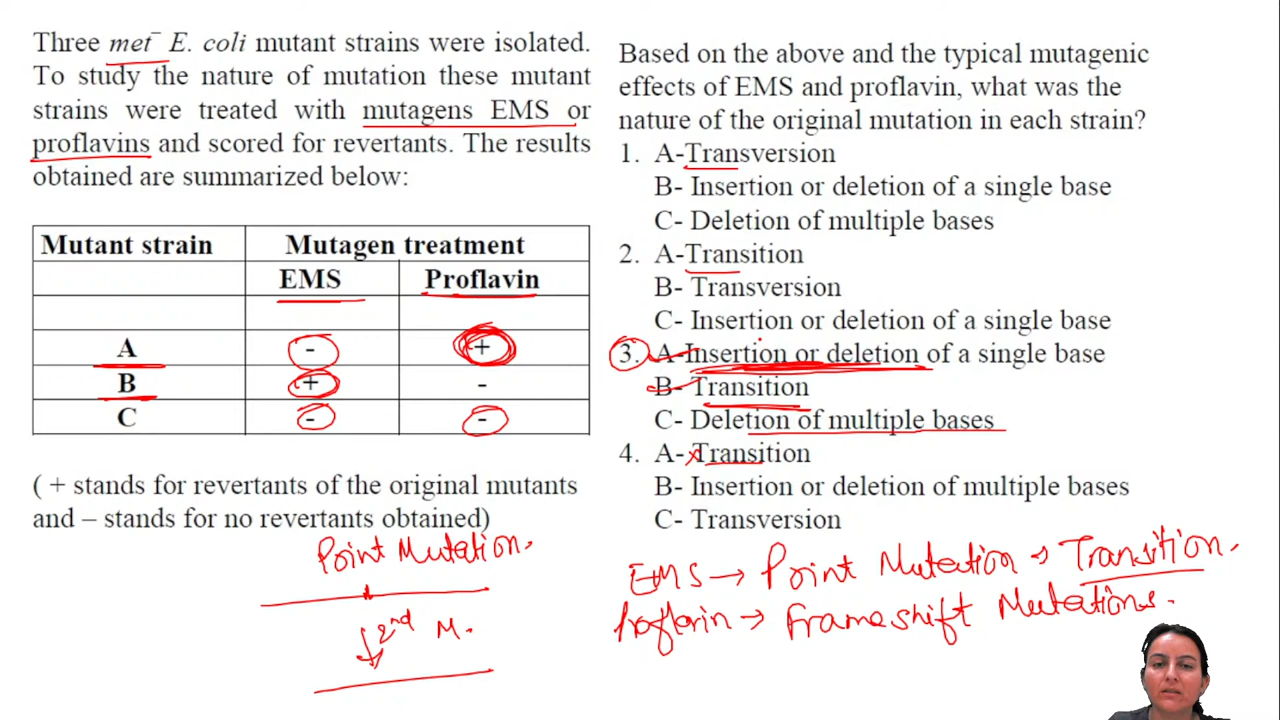 Three met⁻ E. coli mutant strains were isolated.
To study the nature of mutation these mutant
strains were treated with mutagens EMS or
proflavins and scored for revertants. The results
obtained are summarized below:
Mutant strain Mutagen treatment
EMS Proflavin
A - +
B + -
C - -
( + stands for revertants of the original mutants
and – stands for no revertants obtained)
Point Mutation.
2nd M.
Based on the above and the typical mutagenic
effects of EMS and proflavin, what was the
nature of the original mutation in each strain?
1. A-Transversion
B- Insertion or deletion of a single base
C- Deletion of multiple bases
2. A-Transition
B- Transversion
C- Insertion or deletion of a single base
3. A-Insertion or deletion of a single base
B- Transition
C- Deletion of multiple bases
4. A- Transition
B- Insertion or deletion of multiple bases
C- Transversion
EMS → Point Mutation → Transition.
Proflavin → Frameshift Mutations.